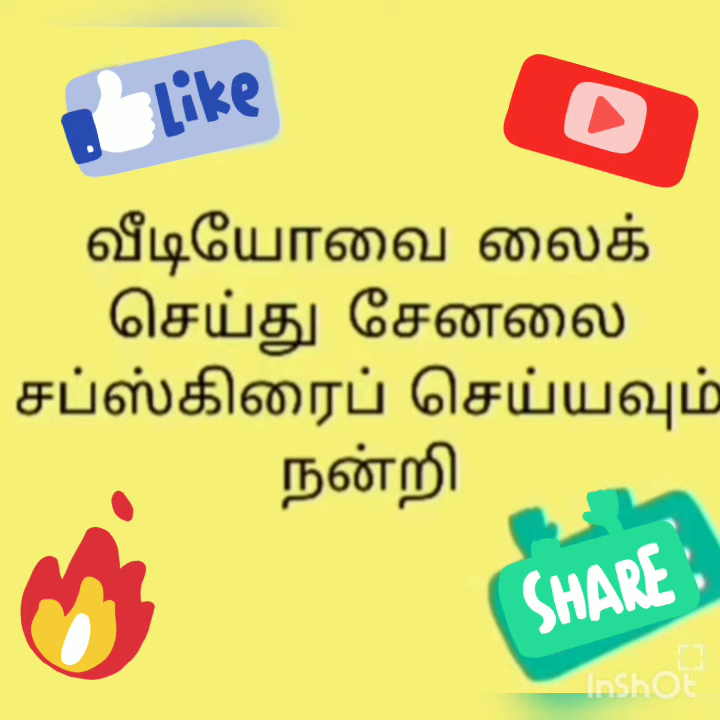 Like
வீடியோவை லைக்
செய்து சேனலை
சப்ஸ்கிரைப் செய்யவும்
நன்றி
SHARE
InShOt